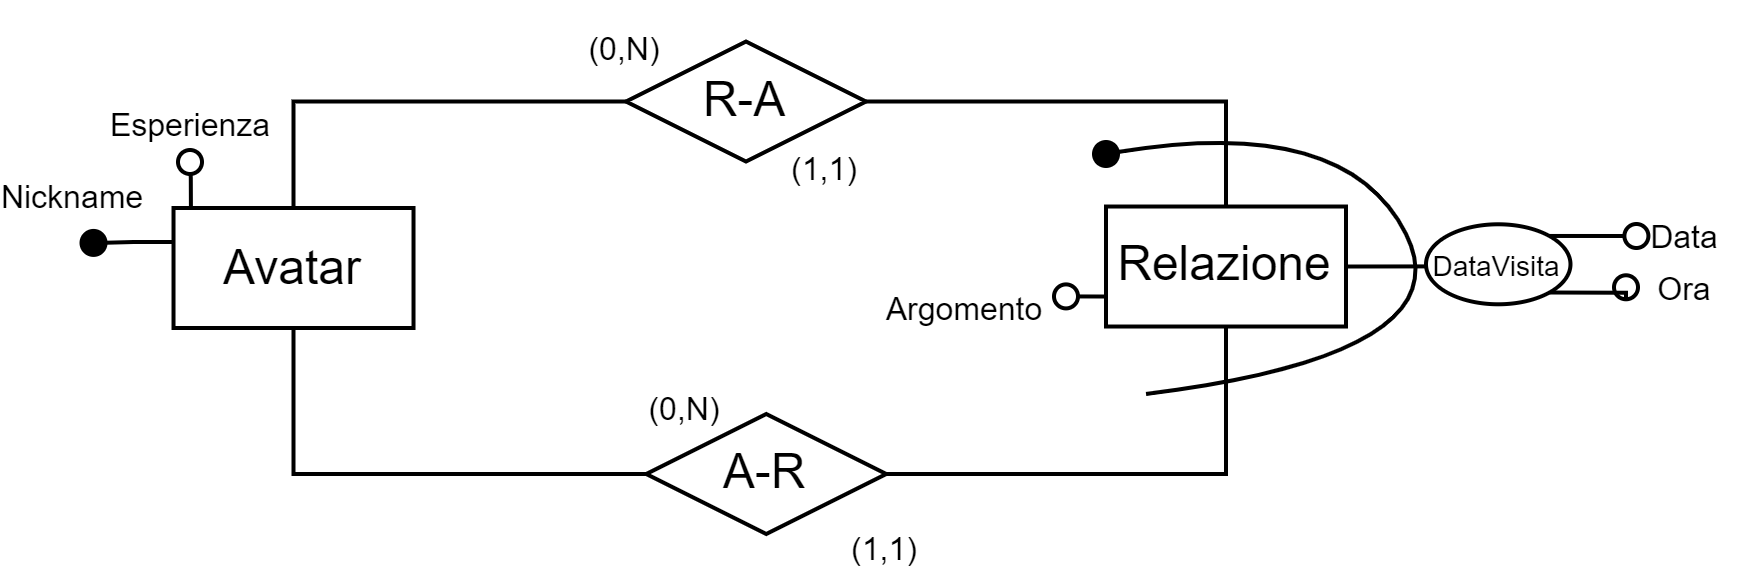 (0,N)
R-A
(1,1)
Esperienza
Nickname
Avatar
Relazione
DataVisita
Data
Ora
Argomento
(0,N)
A-R
(1,1)